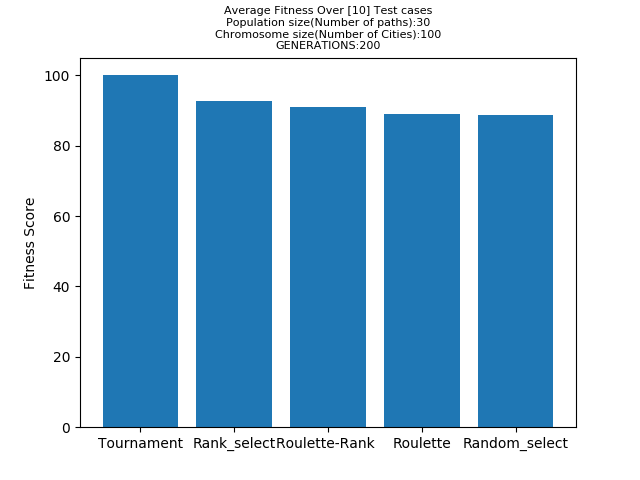 Average Fitness Over [10] Test cases
Population size(Number of paths):30
Chromosome size(Number of Cities):100
GENERATIONS:200
Fitness Score
100
80
60
40
20
0
Tournament Rank_select Roulette-Rank Roulette Random_select